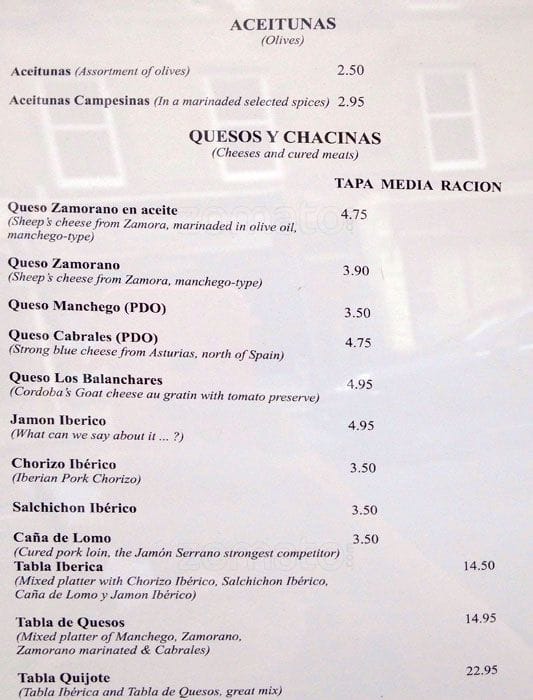 ACEITUNAS
(Olives)
Aceitunas (Assortment of olives) 2.50
Aceitunas Campesinas (In a marinaded selected spices) 2.95
QUESOS Y CHACINAS
(Cheeses and cured meats)
TAPA MEDIA RACION
Queso Zamorano en aceite 4.75
(Sheep's cheese from Zamora, marinaded in olive oil,
manchego-type)
Queso Zamorano 3.90
(Sheep's cheese from Zamora, manchego-type)
Queso Manchego (PDO) 3.50
Queso Cabrales (PDO) 4.75
(Strong blue cheese from Asturias, north of Spain)
Queso Los Balanchares 4.95
(Cordoba's Goat cheese au gratin with tomato preserve)
Jamon Iberico 4.95
(What can we say about it ... ?)
Chorizo Ibérico 3.50
(Iberian Pork Chorizo)
Salchichon Ibérico 3.50
Caña de Lomo 3.50
(Cured pork loin, the Jamón Serrano strongest competitor)
Tabla Iberica 14.50
(Mixed platter with Chorizo Ibérico, Salchichon Ibérico,
Caña de Lomo y Jamon Ibérico)
Tabla de Quesos 14.95
(Mixed platter of Manchego, Zamorano,
Zamorano marinated & Cabrales)
Tabla Quijote 22.95
(Tabla Ibérica and Tabla de Quesos, great mix)
zomato
zomato